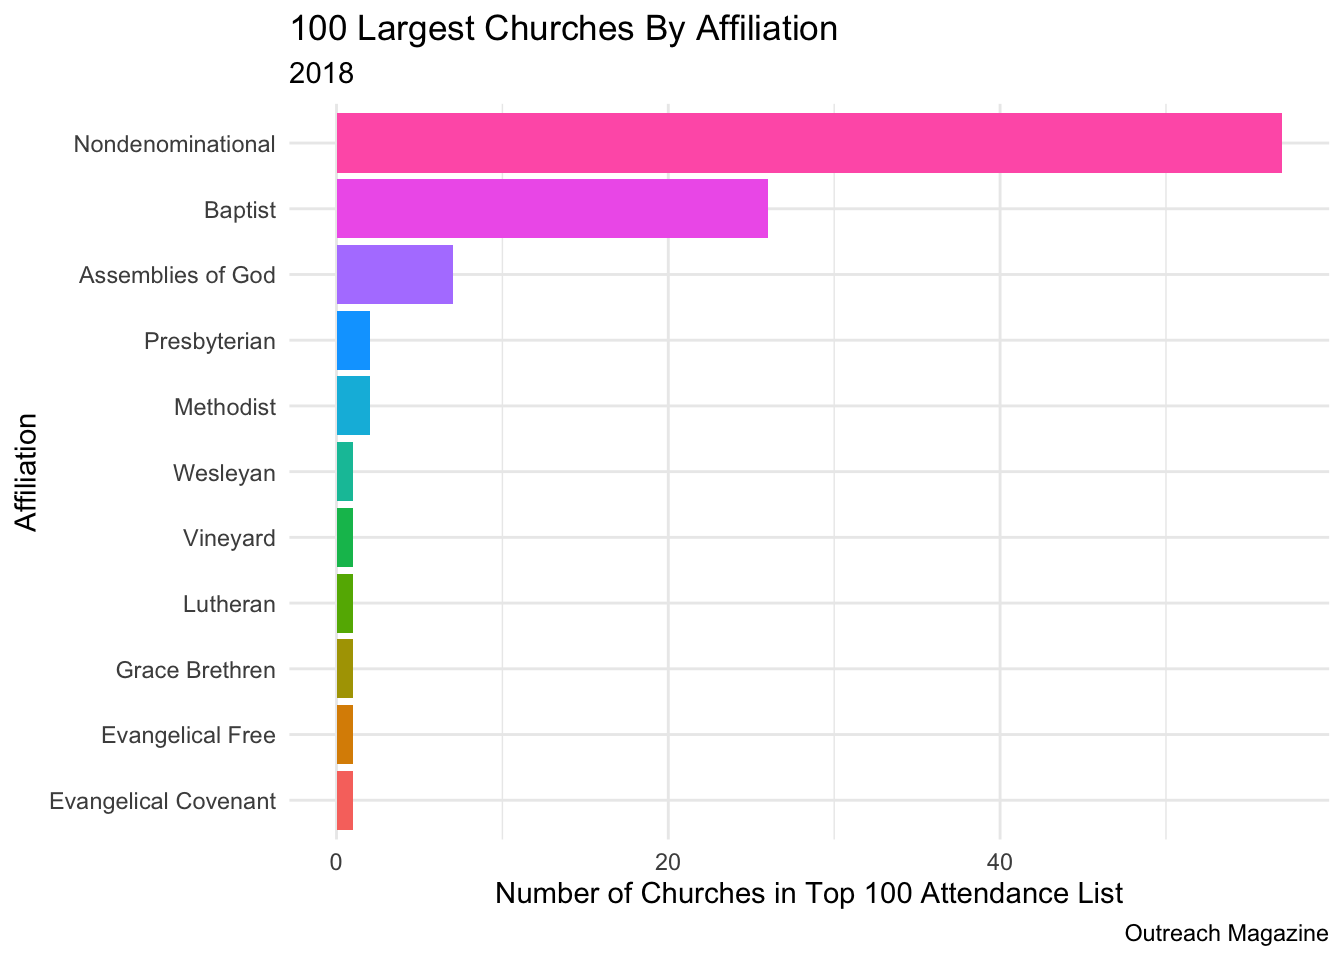 100 Largest Churches By Affiliation
2018
Affiliation
Nondenominational
Baptist
Assemblies of God
Presbyterian
Methodist
Wesleyan
Vineyard
Lutheran
Grace Brethren
Evangelical Free
Evangelical Covenant
0 20 40
Number of Churches in Top 100 Attendance List
Outreach Magazine